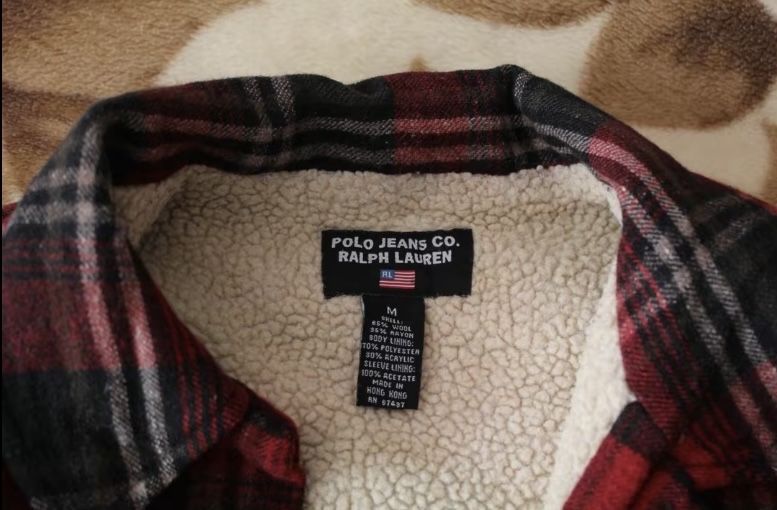 POLO JEANS CO.
RALPH LAUREN
RL
M
SHELL:
65% WOOL
35% RAYON
BODY LINING:
70% POLYESTER
30% ACRYLIC
SLEEVE LINING:
100% ACETATE
MADE IN
HONG KONG
RN 67497